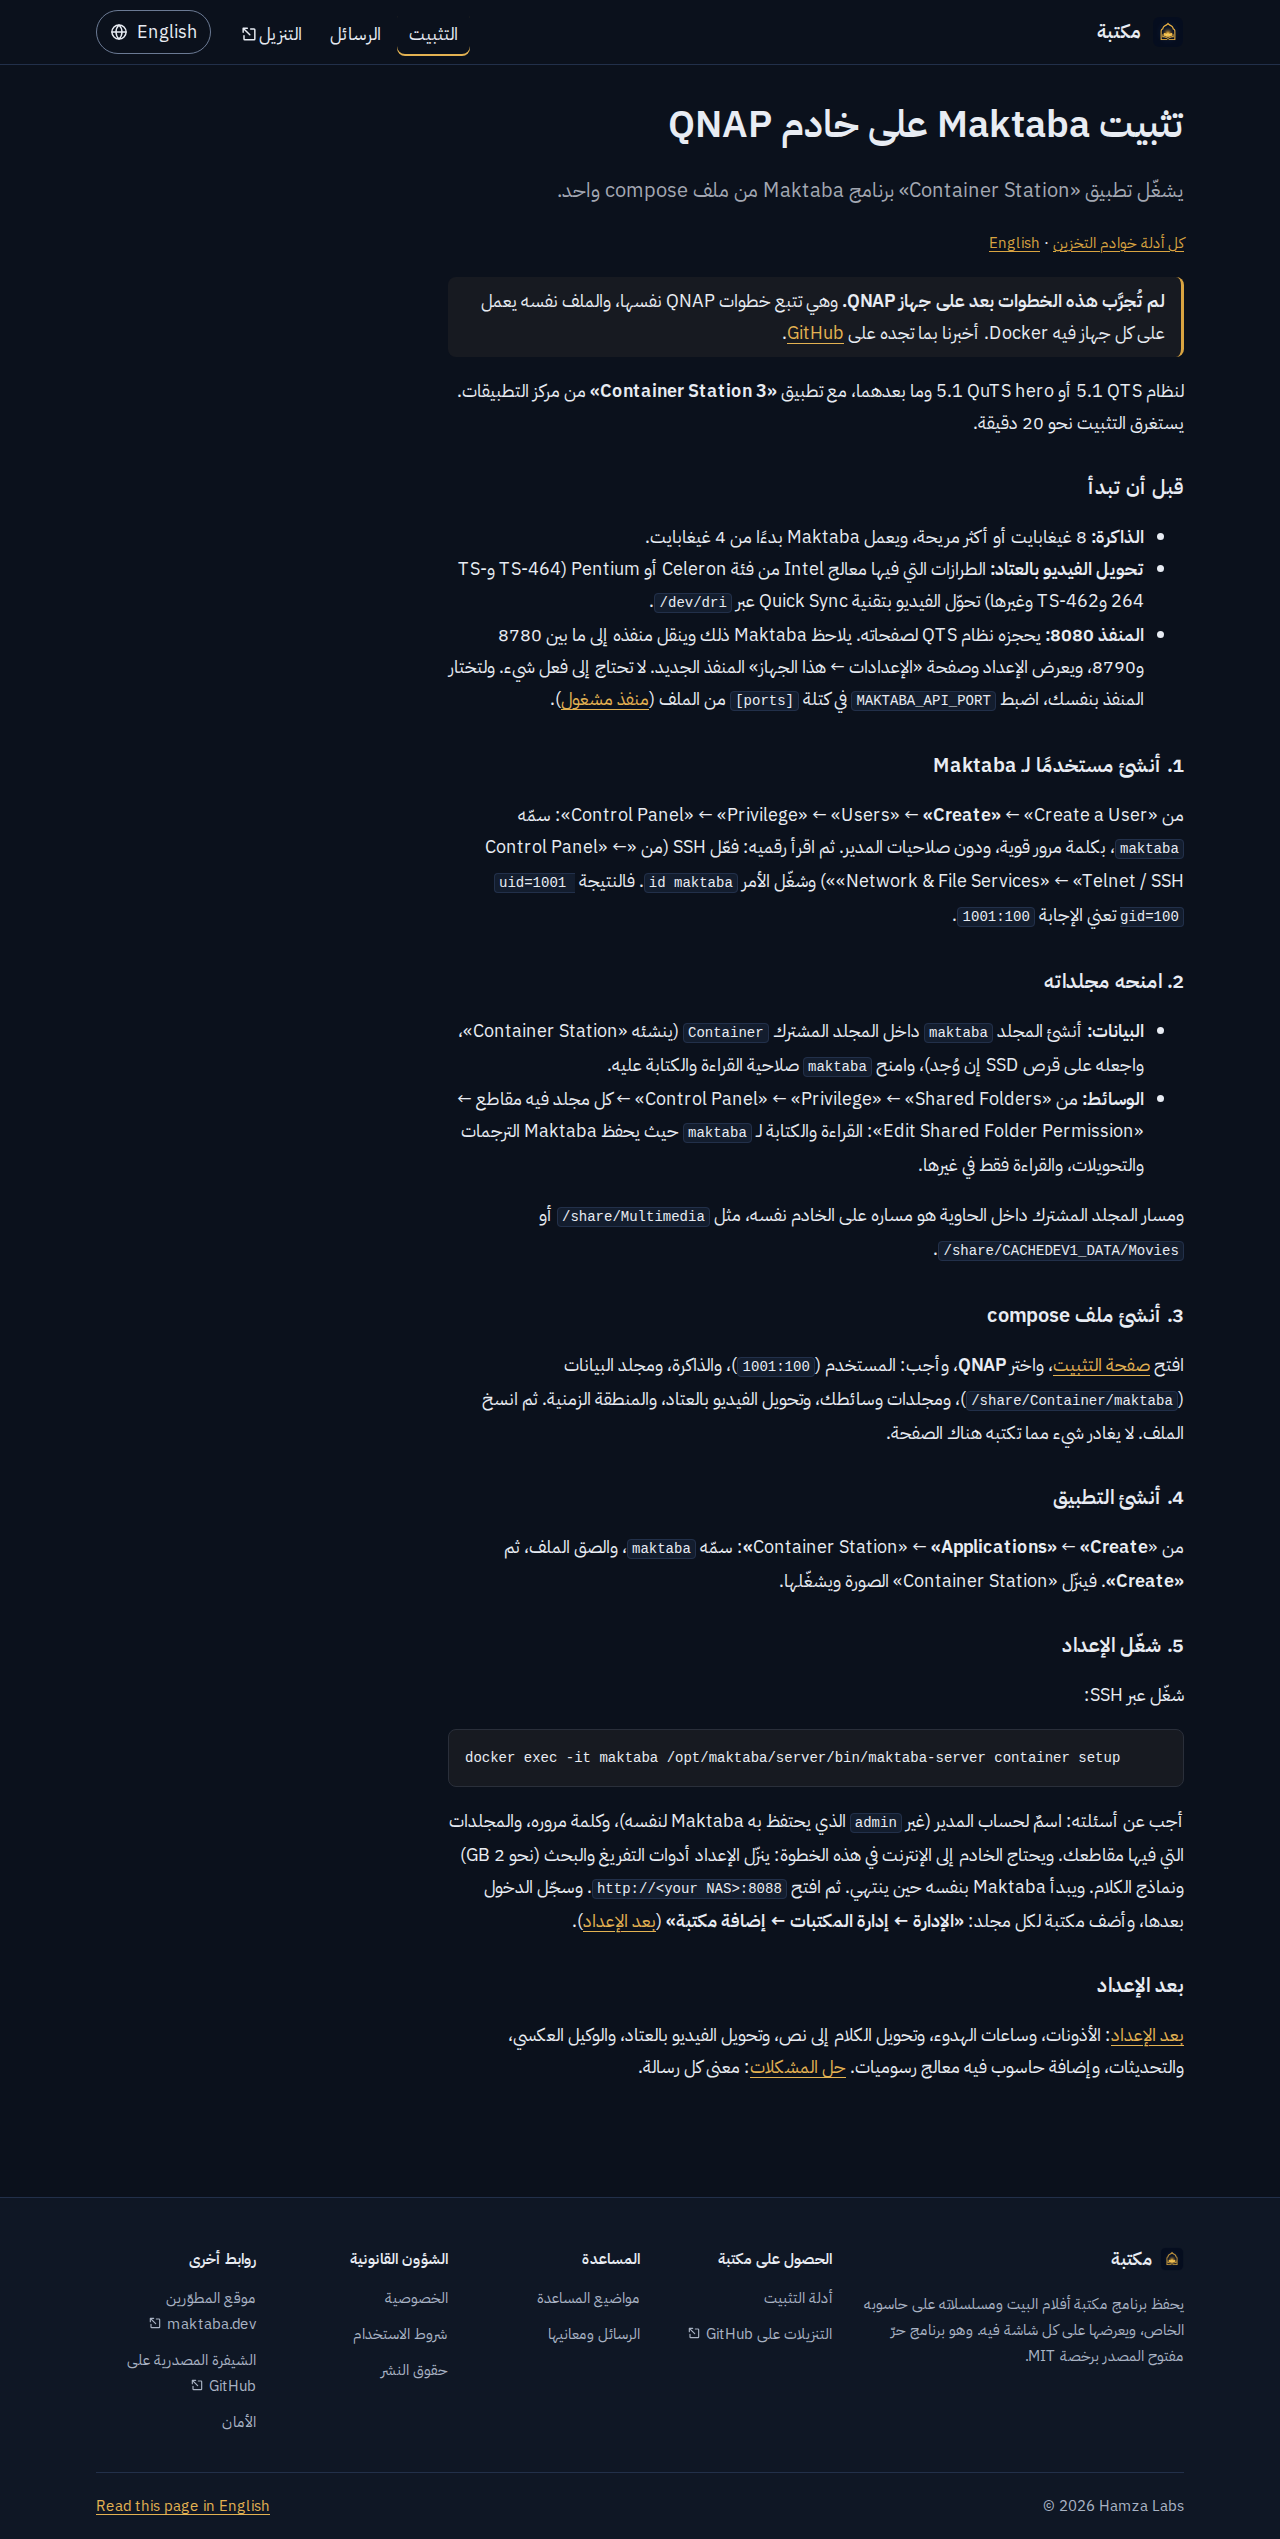 مكتبة
التثبيت
الرسائل
التنزيل
English
تثبيت Maktaba على خادم QNAP
يشغّل تطبيق «Container Station» برنامج Maktaba من ملف compose واحد.
كل أدلة خوادم التخزين · English
لم تُجرَّب هذه الخطوات بعد على جهاز QNAP. وهي تتبع خطوات QNAP نفسها، والملف نفسه يعمل
على كل جهاز فيه Docker. أخبرنا بما تجده على GitHub.
لنظام QTS 5.1 أو QuTS hero 5.1 وما بعدهما، مع تطبيق «Container Station 3» من مركز التطبيقات.
يستغرق التثبيت نحو 20 دقيقة.
قبل أن تبدأ
الذاكرة: 8 غيغابايت أو أكثر مريحة، ويعمل Maktaba بدءًا من 4 غيغابايت.
تحويل الفيديو بالعتاد: الطرازات التي فيها معالج Intel من فئة Celeron أو Pentium (TS-464 وTS-
264 وTS-462 وغيرها) تحوّل الفيديو بتقنية Quick Sync عبر /dev/dri.
المنفذ 8080: يحجزه نظام QTS لصفحاته. يلاحظ Maktaba ذلك وينقل منفذه إلى ما بين 8780
و8790، ويعرض الإعداد وصفحة «الإعدادات ← هذا الجهاز» المنفذ الجديد. لا تحتاج إلى فعل شيء. ولتختار
المنفذ بنفسك، اضبط MAKTABA_API_PORT في كتلة [ports] من الملف (منفذ مشغول).
1. أنشئ مستخدمًا لـ Maktaba
من «Control Panel» ← «Privilege» ← «Users» ← «Create» ← «Create a User»: سمّه
maktaba، بكلمة مرور قوية، ودون صلاحيات المدير. ثم اقرأ رقميه: فعّل SSH (من «Control Panel» ←
«Network & File Services» ← «Telnet / SSH») وشغّل الأمر id maktaba. فالنتيجة uid=1001
gid=100 تعني الإجابة 1001:100.
2. امنحه مجلداته
البيانات: أنشئ المجلد maktaba داخل المجلد المشترك Container (ينشئه «Container Station»،
واجعله على قرص SSD إن وُجد)، وامنح maktaba صلاحية القراءة والكتابة عليه.
الوسائط: من «Control Panel» ← «Privilege» ← «Shared Folders» ← كل مجلد فيه مقاطع ←
«Edit Shared Folder Permission»: القراءة والكتابة لـ maktaba حيث يحفظ Maktaba الترجمات
والتحويلات، والقراءة فقط في غيرها.
ومسار المجلد المشترك داخل الحاوية هو مساره على الخادم نفسه، مثل /share/Multimedia أو
/share/CACHEDEV1_DATA/Movies.
3. أنشئ ملف compose
افتح صفحة التثبيت، واختر QNAP، وأجب: المستخدم (1001:100)، والذاكرة، ومجلد البيانات
(/share/Container/maktaba)، ومجلدات وسائطك، وتحويل الفيديو بالعتاد، والمنطقة الزمنية. ثم انسخ
الملف. لا يغادر شيء مما تكتبه هناك الصفحة.
4. أنشئ التطبيق
من «Container Station» ← «Applications» ← «Create»: سمّه maktaba، والصق الملف، ثم
«Create». فينزّل «Container Station» الصورة ويشغّلها.
5. شغّل الإعداد
شغّل عبر SSH:
docker exec -it maktaba /opt/maktaba/server/bin/maktaba-server container setup
أجب عن أسئلته: اسمٌ لحساب المدير (غير admin الذي يحتفظ به Maktaba لنفسه)، وكلمة مروره، والمجلدات
التي فيها مقاطعك. ويحتاج الخادم إلى الإنترنت في هذه الخطوة: ينزّل الإعداد أدوات التفريغ والبحث (نحو 2 GB)
ونماذج الكلام. ويبدأ Maktaba بنفسه حين ينتهي. ثم افتح http://<your NAS>:8088. وسجّل الدخول
بعدها، وأضف مكتبة لكل مجلد: «الإدارة ← إدارة المكتبات ← إضافة مكتبة» (بعد الإعداد).
بعد الإعداد
بعد الإعداد: الأذونات، وساعات الهدوء، وتحويل الكلام إلى نص، وتحويل الفيديو بالعتاد، والوكيل العكسي،
والتحديثات، وإضافة حاسوب فيه معالج رسوميات. حل المشكلات: معنى كل رسالة.
مكتبة
يحفظ برنامج مكتبة أفلام البيت ومسلسلاته على حاسوبه
الخاص، ويعرضها على كل شاشة فيه. وهو برنامج حرّ
مفتوح المصدر برخصة MIT.
الحصول على مكتبة
أدلة التثبيت
التنزيلات على GitHub
المساعدة
مواضيع المساعدة
الرسائل ومعانيها
الشؤون القانونية
الخصوصية
شروط الاستخدام
حقوق النشر
روابط أخرى
موقع المطوّرين
maktaba.dev
الشيفرة المصدرية على
GitHub
الأمان
© 2026 Hamza Labs
Read this page in English